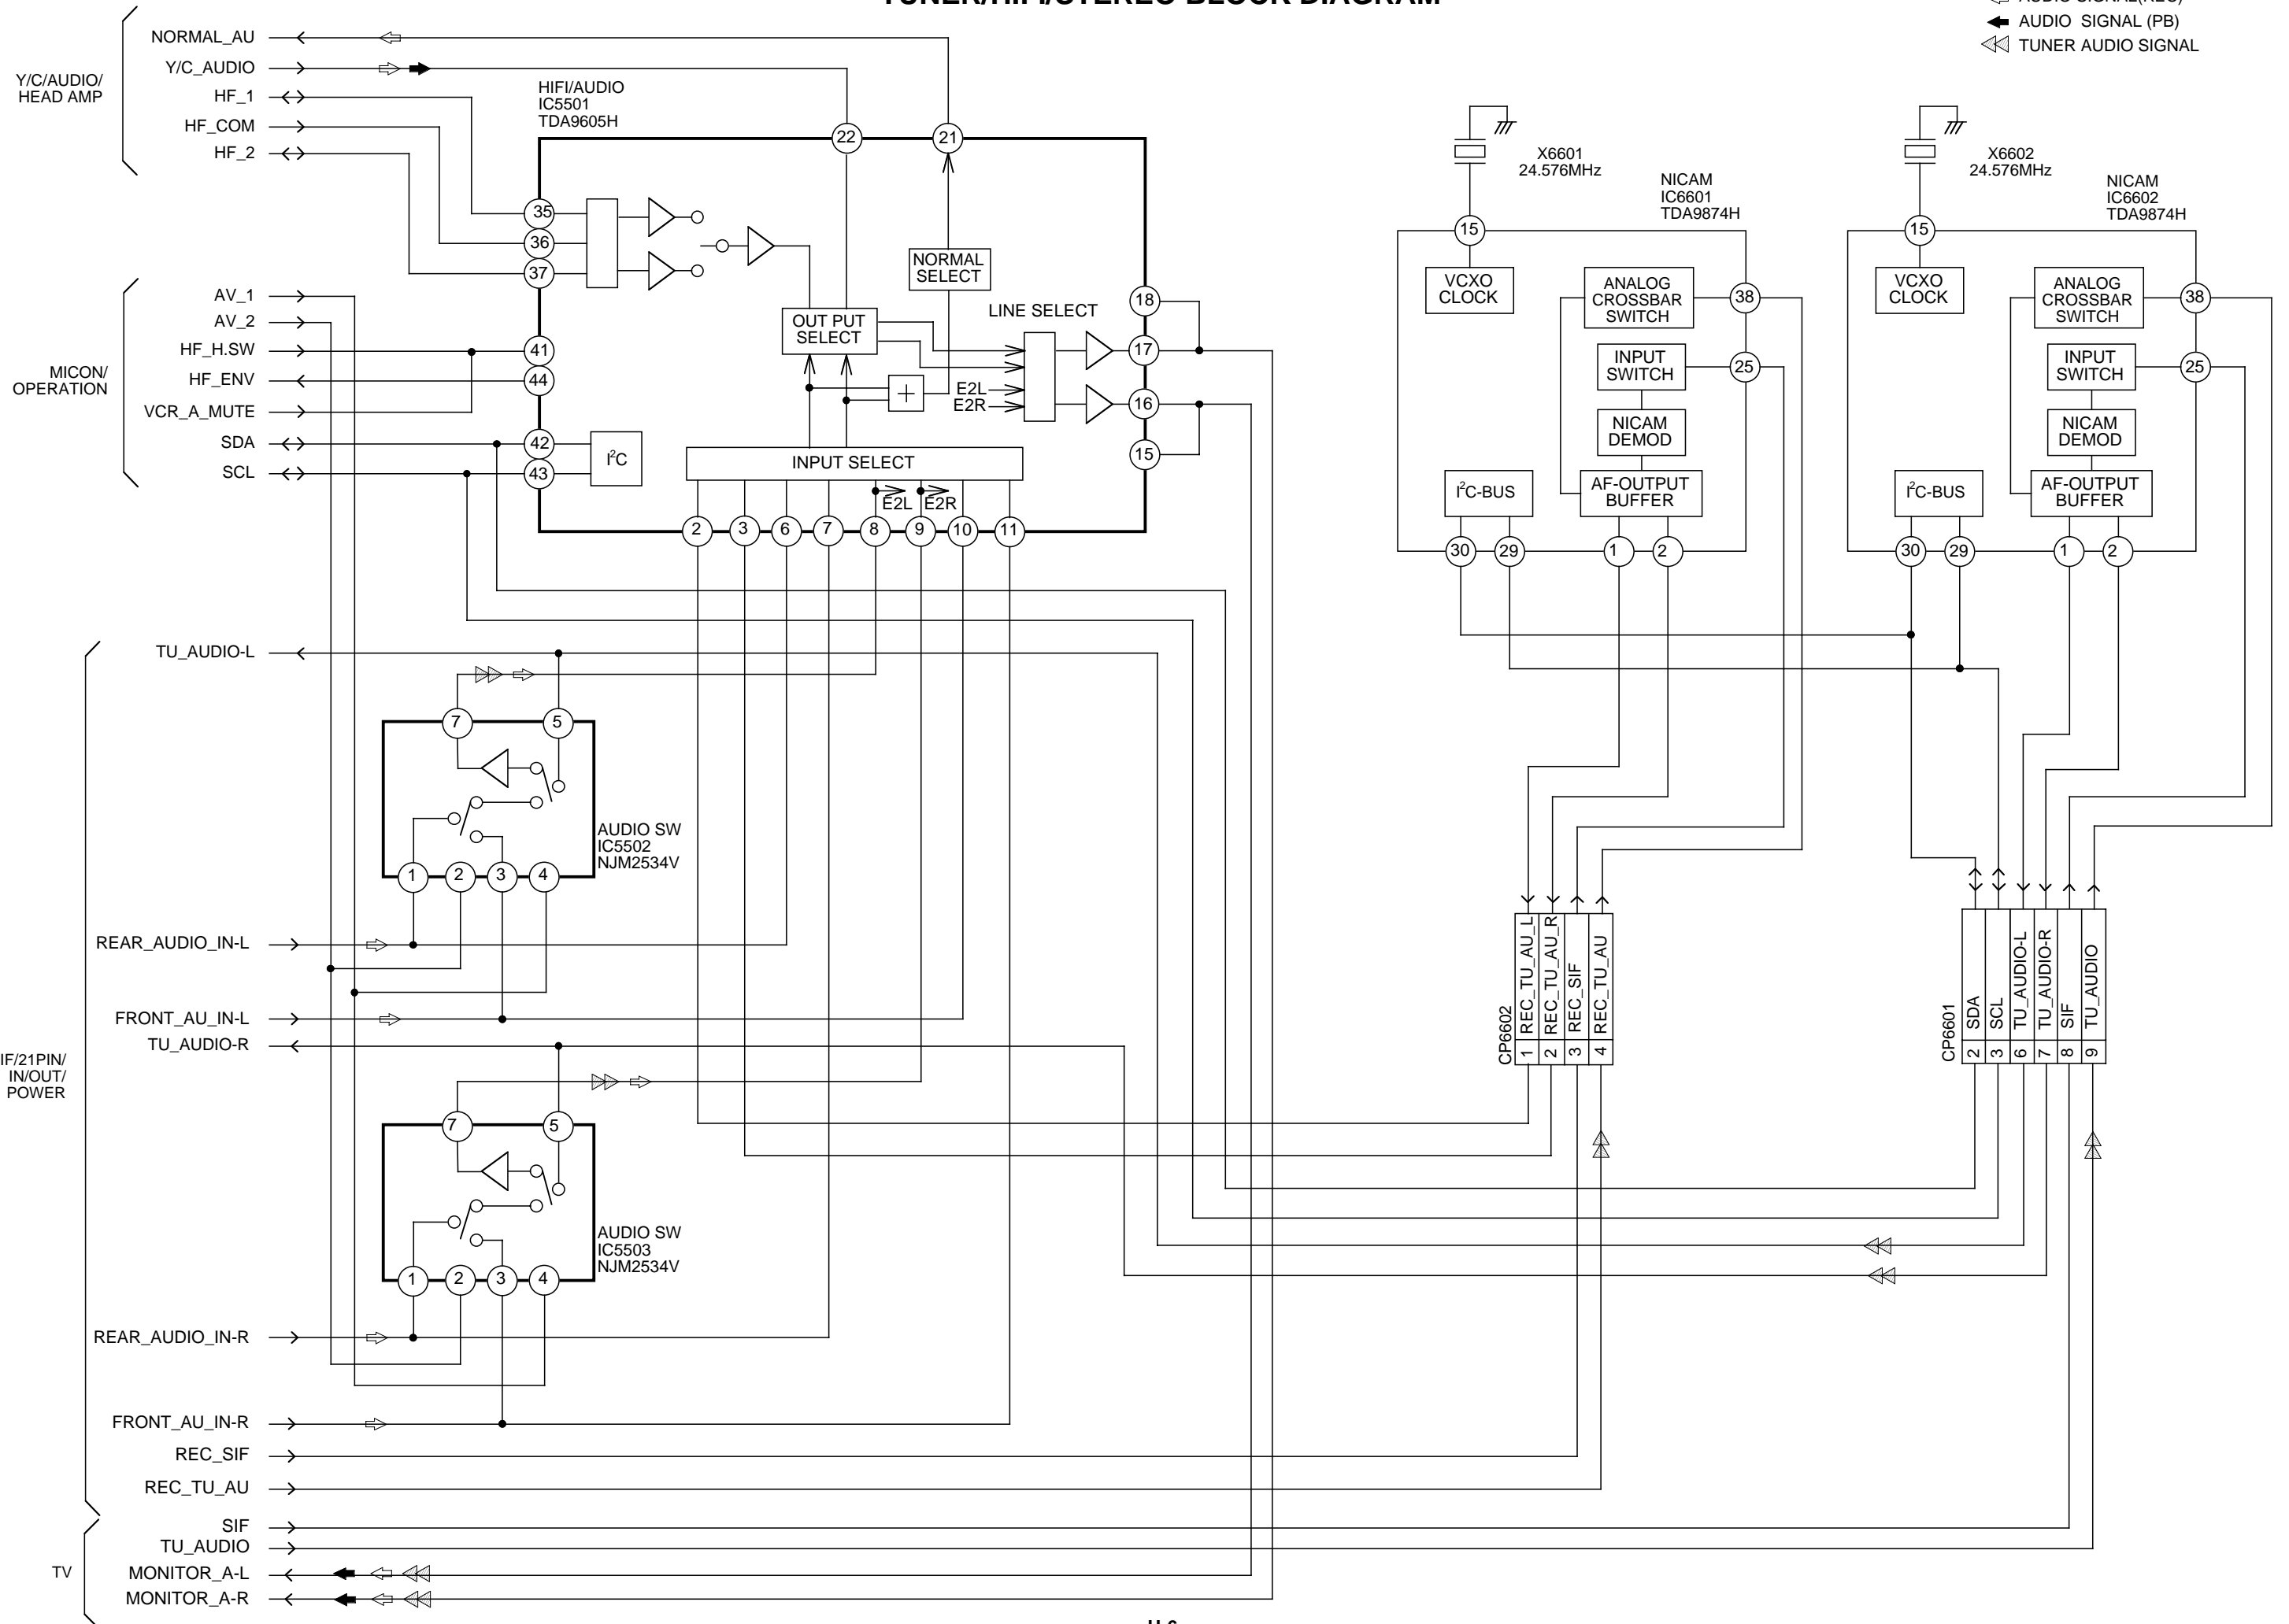 TUNER/HIFI/STEREO BLOCK DIAGRAM
AUDIO SIGNAL(REC)
AUDIO SIGNAL (PB)
TUNER AUDIO SIGNAL
Y/C/AUDIO/
HEAD AMP
NORMAL_AU
Y/C_AUDIO
HF_1
HF_COM
HF_2
MICON/
OPERATION
AV_1
AV_2
HF_H.SW
HF_ENV
VCR_A_MUTE
SDA
SCL
HIFI/AUDIO
IC5501
TDA9605H
22
21
35
36
37
41
44
42
43
I²C
NORMAL
SELECT
OUT PUT
SELECT
LINE SELECT
E2L
E2R
+
INPUT SELECT
E2L
E2R
18
17
16
15
2
3
6
7
8
9
10
11
X6601
24.576MHz
NICAM
IC6601
TDA9874H
15
VCXO
CLOCK
ANALOG
CROSSBAR
SWITCH
38
INPUT
SWITCH
25
NICAM
DEMOD
I²C-BUS
AF-OUTPUT
BUFFER
30
29
1
2
X6602
24.576MHz
NICAM
IC6602
TDA9874H
15
VCXO
CLOCK
ANALOG
CROSSBAR
SWITCH
38
INPUT
SWITCH
25
NICAM
DEMOD
I²C-BUS
AF-OUTPUT
BUFFER
30
29
1
2
IF/21PIN/
IN/OUT/
POWER
TU_AUDIO-L
7
5
AUDIO SW
IC5502
NJM2534V
1
2
3
4
REAR_AUDIO_IN-L
FRONT_AU_IN-L
TU_AUDIO-R
7
5
AUDIO SW
IC5503
NJM2534V
1
2
3
4
REAR_AUDIO_IN-R
FRONT_AU_IN-R
REC_SIF
REC_TU_AU
CP6602
1 REC_TU_AU_L
2 REC_TU_AU_R
3 REC_SIF
4 REC_TU_AU
CP6601
2 SDA
3 SCL
6 TU_AUDIO-L
7 TU_AUDIO-R
8 SIF
9 TU_AUDIO
TV
SIF
TU_AUDIO
MONITOR_A-L
MONITOR_A-R